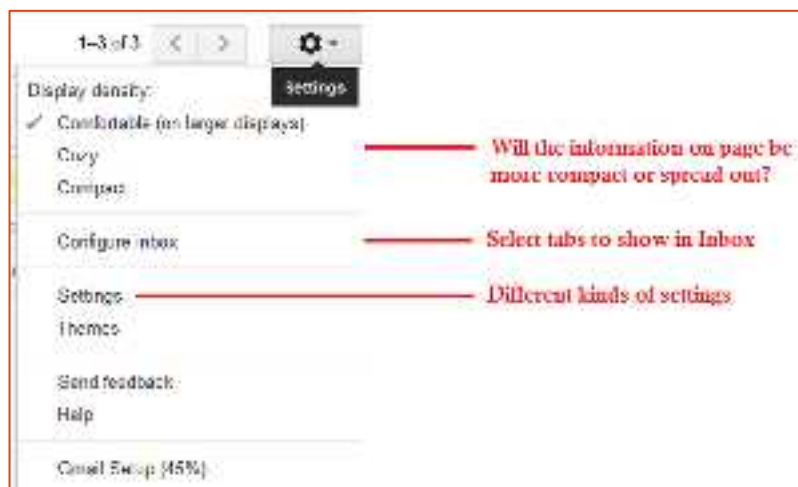 1–3 of 3
Settings
Display density:
Comfortable (on larger displays)
Cozy
Compact
Will the information on page be
more compact or spread out?
Configure inbox
Select tabs to show in Inbox
Settings
Different kinds of settings
Themes
Send feedback
Help
Gmail Setup (45%)